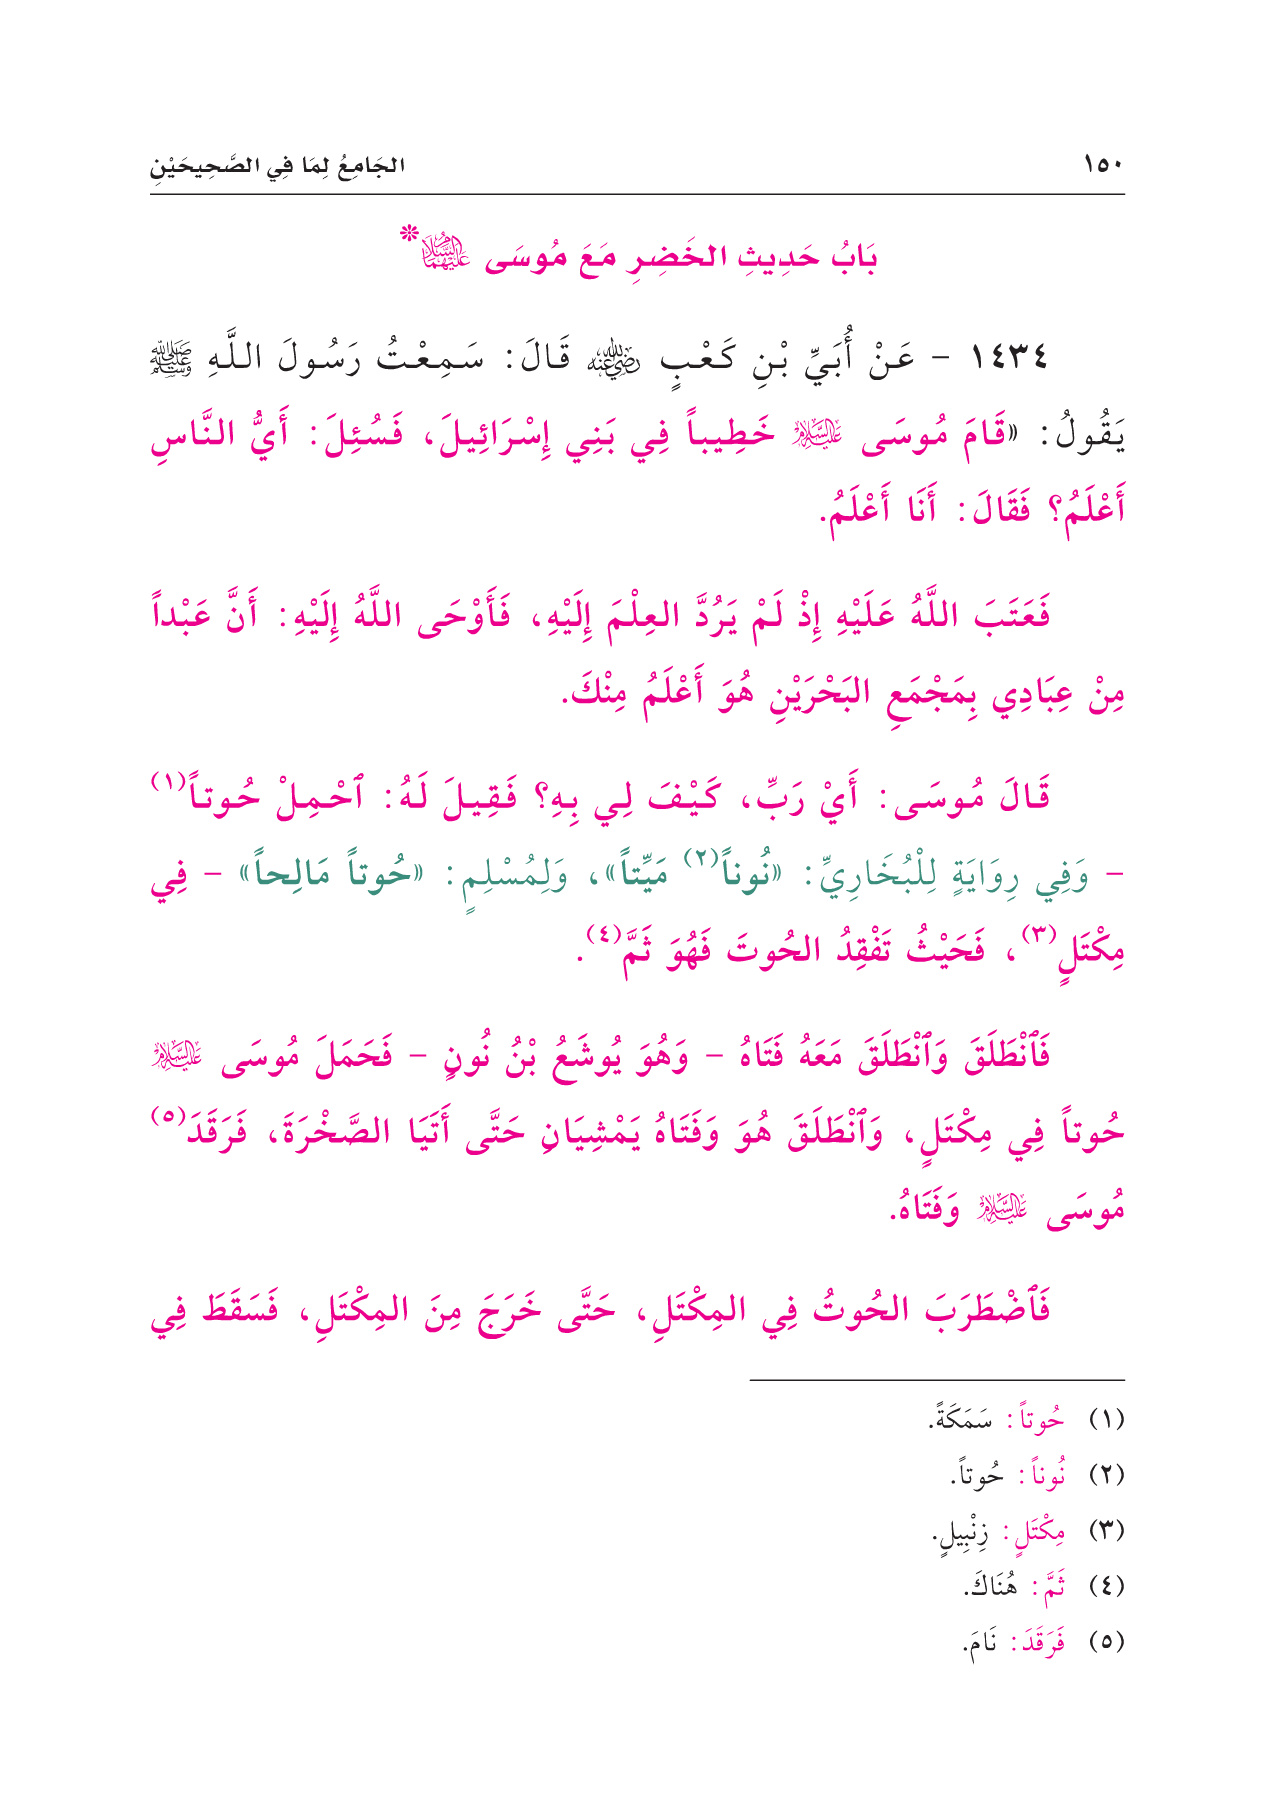 ١٥٠ الجَامِعُ لِمَا فِي الصَّحِيحَيْنِ
بَابُ حَدِيثِ الخَضِرِ مَعَ مُوسَى عَلَيْهِمَا السَّلَامُ*
١٤٣٤ - عَنْ أُبَيِّ بْنِ كَعْبٍ رَضِيَ اللَّهُ عَنْهُ قَالَ: سَمِعْتُ رَسُولَ اللَّهِ ﷺ
يَقُولُ: «قَامَ مُوسَى عَلَيْهِ السَّلَامُ خَطِيباً فِي بَنِي إِسْرَائِيلَ، فَسُئِلَ: أَيُّ النَّاسِ
أَعْلَمُ؟ فَقَالَ: أَنَا أَعْلَمُ.
فَعَتَبَ اللَّهُ عَلَيْهِ إِذْ لَمْ يَرُدَّ العِلْمَ إِلَيْهِ، فَأَوْحَى اللَّهُ إِلَيْهِ: أَنَّ عَبْداً
مِنْ عِبَادِي بِمَجْمَعِ البَحْرَيْنِ هُوَ أَعْلَمُ مِنْكَ.
قَالَ مُوسَى: أَيْ رَبِّ، كَيْفَ لِي بِهِ؟ فَقِيلَ لَهُ: ٱحْمِلْ حُوتاً(١)
- وَفِي رِوَايَةٍ لِلْبُخَارِيِّ: «نُوناً(٢) مَيِّتاً»، وَلِمُسْلِمٍ: «حُوتاً مَالِحاً» - فِي
مِكْتَلٍ(٣)، فَحَيْثُ تَفْقِدُ الحُوتَ فَهُوَ ثَمَّ(٤).
فَٱنْطَلَقَ وَٱنْطَلَقَ مَعَهُ فَتَاهُ - وَهُوَ يُوشَعُ بْنُ نُونٍ - فَحَمَلَ مُوسَى عَلَيْهِ السَّلَامُ
حُوتاً فِي مِكْتَلٍ، وَٱنْطَلَقَ هُوَ وَفَتَاهُ يَمْشِيَانِ حَتَّى أَتَيَا الصَّخْرَةَ، فَرَقَدَ(٥)
مُوسَى عَلَيْهِ السَّلَامُ وَفَتَاهُ.
فَٱضْطَرَبَ الحُوتُ فِي المِكْتَلِ، حَتَّى خَرَجَ مِنَ المِكْتَلِ، فَسَقَطَ فِي
(١) حُوتاً: سَمَكَةً.
(٢) نُوناً: حُوتاً.
(٣) مِكْتَلٍ: زِنْبِيلٍ.
(٤) ثَمَّ: هُنَاكَ.
(٥) فَرَقَدَ: نَامَ.